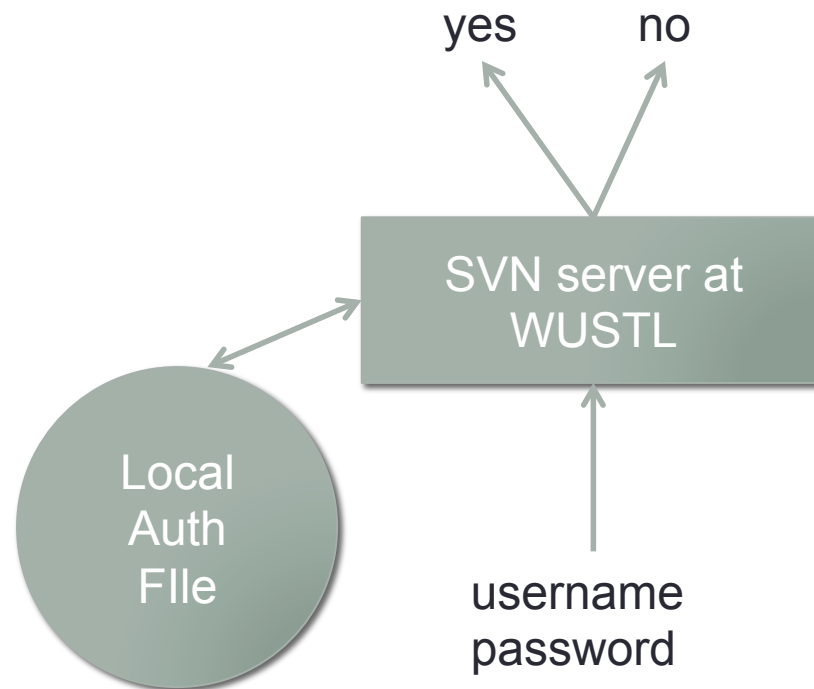 yes no
SVN server at
WUSTL
Local
Auth
FIle
username
password